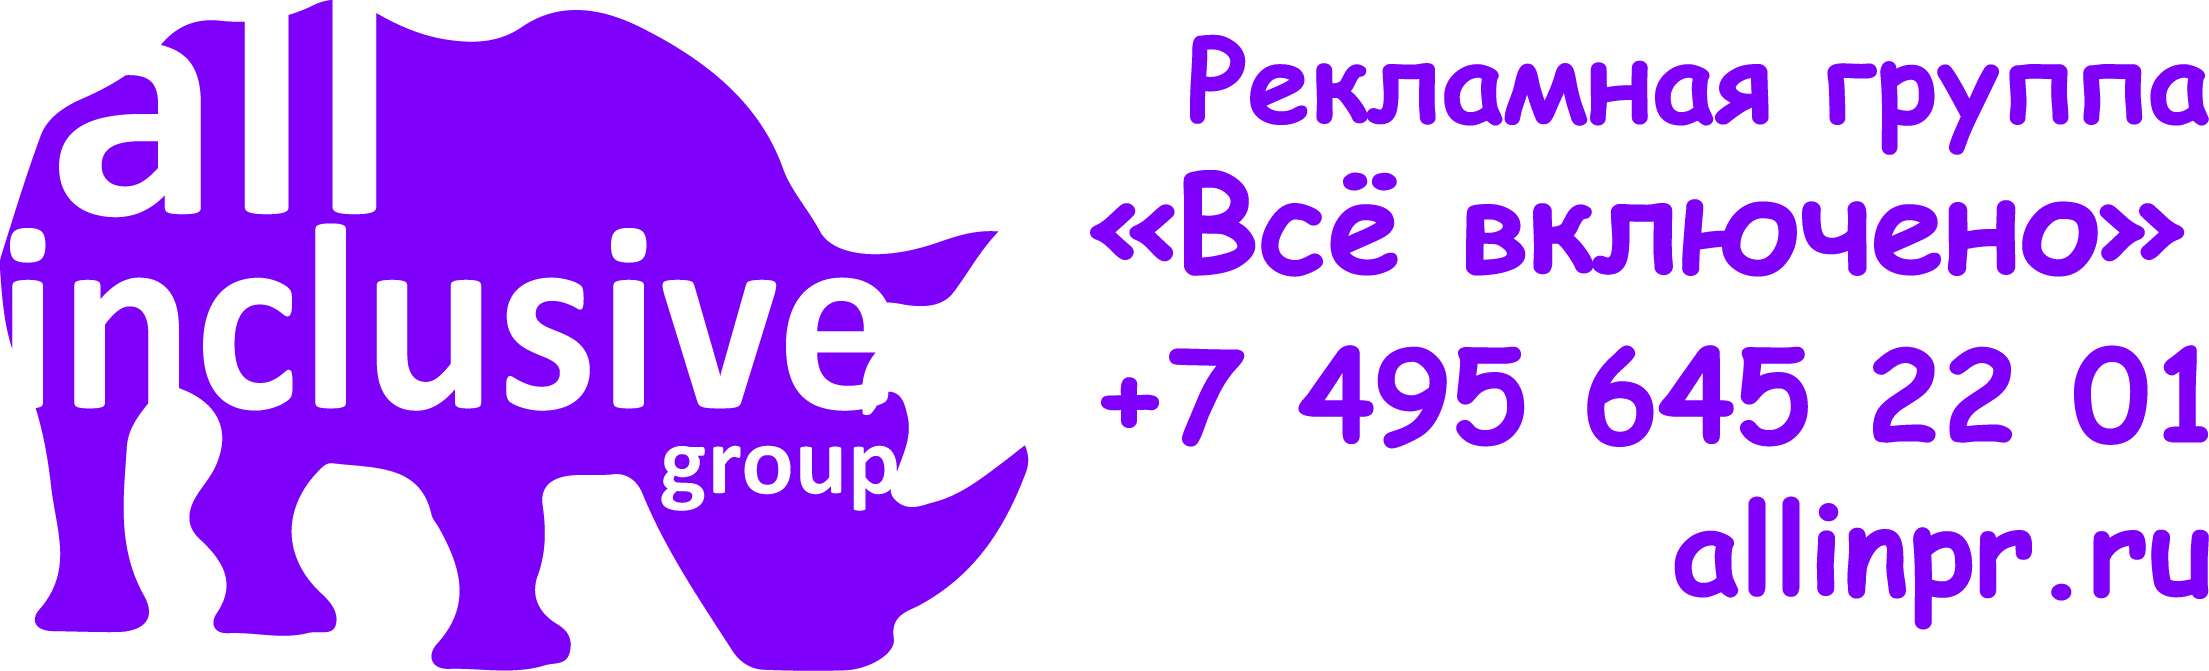 all
inclusive
group
Рекламная группа
«Всё включено»
+7 495 645 22 01
allinpr.ru